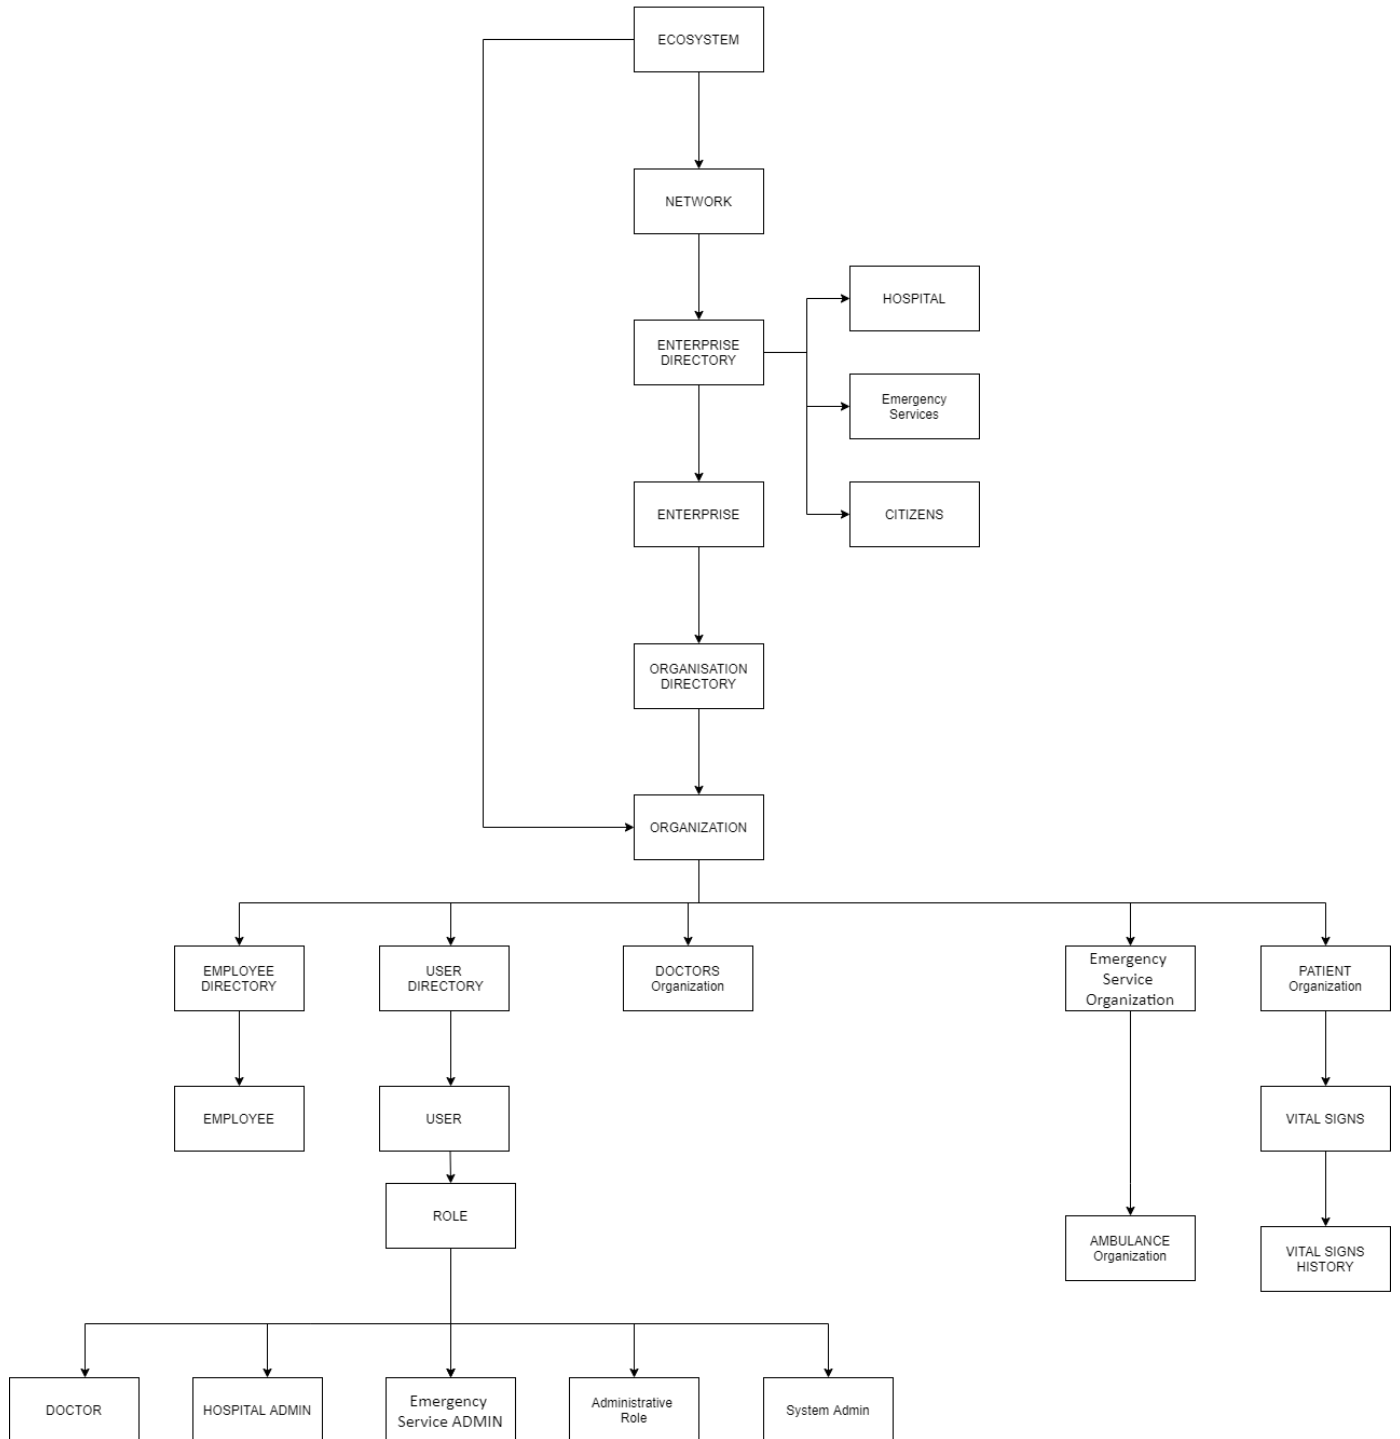 ECOSYSTEM
NETWORK
HOSPITAL
ENTERPRISE
DIRECTORY
Emergency
Services
ENTERPRISE
CITIZENS
ORGANISATION
DIRECTORY
ORGANIZATION
EMPLOYEE
DIRECTORY
USER
DIRECTORY
DOCTORS
Organization
Emergency
Service
Organization
PATIENT
Organization
EMPLOYEE
USER
VITAL SIGNS
ROLE
AMBULANCE
Organization
VITAL SIGNS
HISTORY
DOCTOR
HOSPITAL ADMIN
Emergency
Service ADMIN
Administrative
Role
System Admin